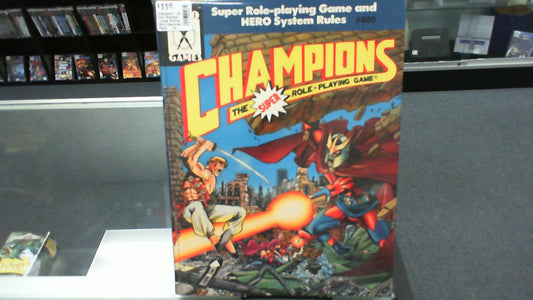 Super Role-playing Game and
HERO System Rules #400
GAMES
CHAMPIONS
THE SUPER ROLE-PLAYING GAME